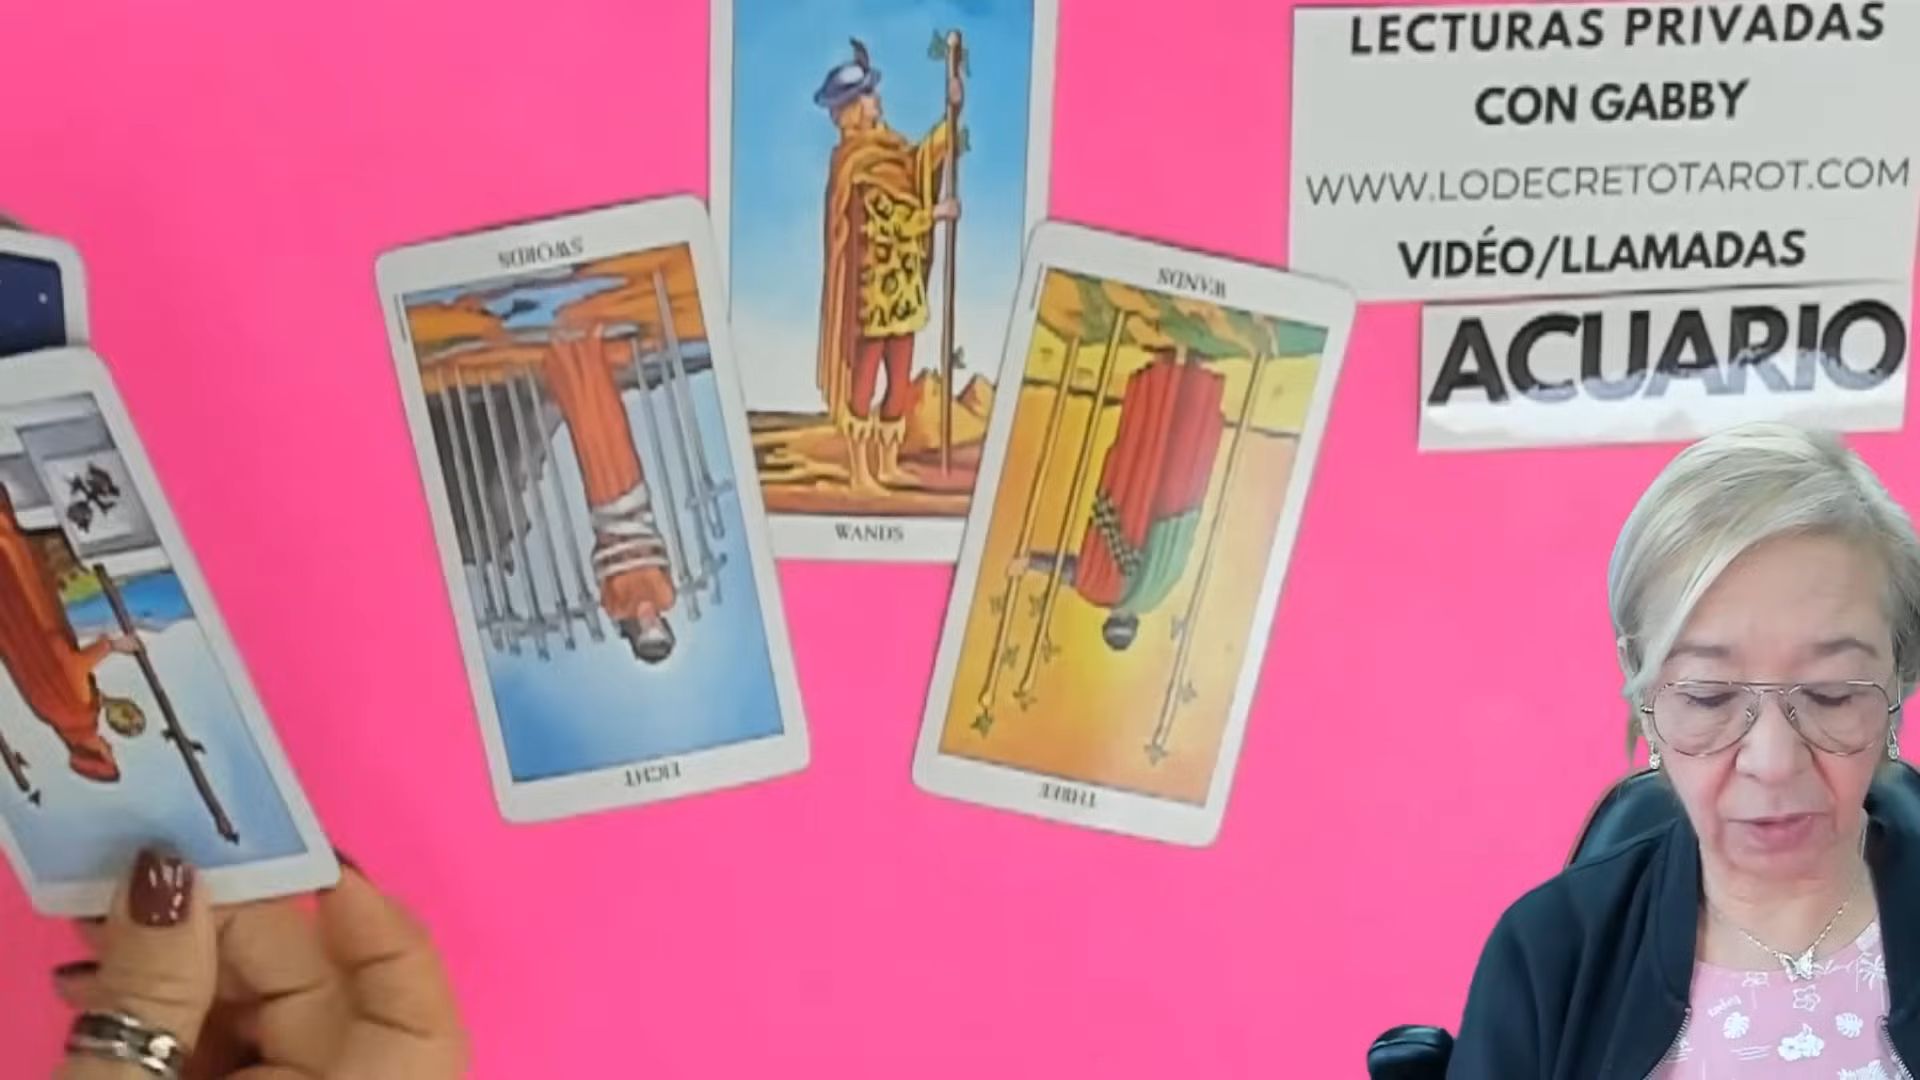 LECTURAS PRIVADAS
CON GABBY
WWW.LODECRETOTAROT.COM
VIDÉO/LLAMADAS
ACUARIO
SWORDS
WANDS
WANDS
EIGHT
THREE